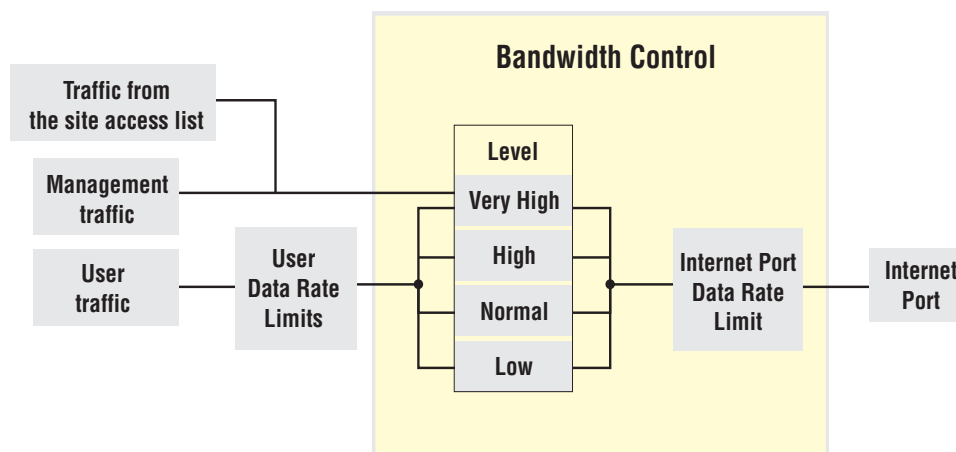 Bandwidth Control
Traffic from
the site access list
Management
traffic
User
traffic
User
Data Rate
Limits
Level
Very High
High
Normal
Low
Internet Port
Data Rate
Limit
Internet
Port